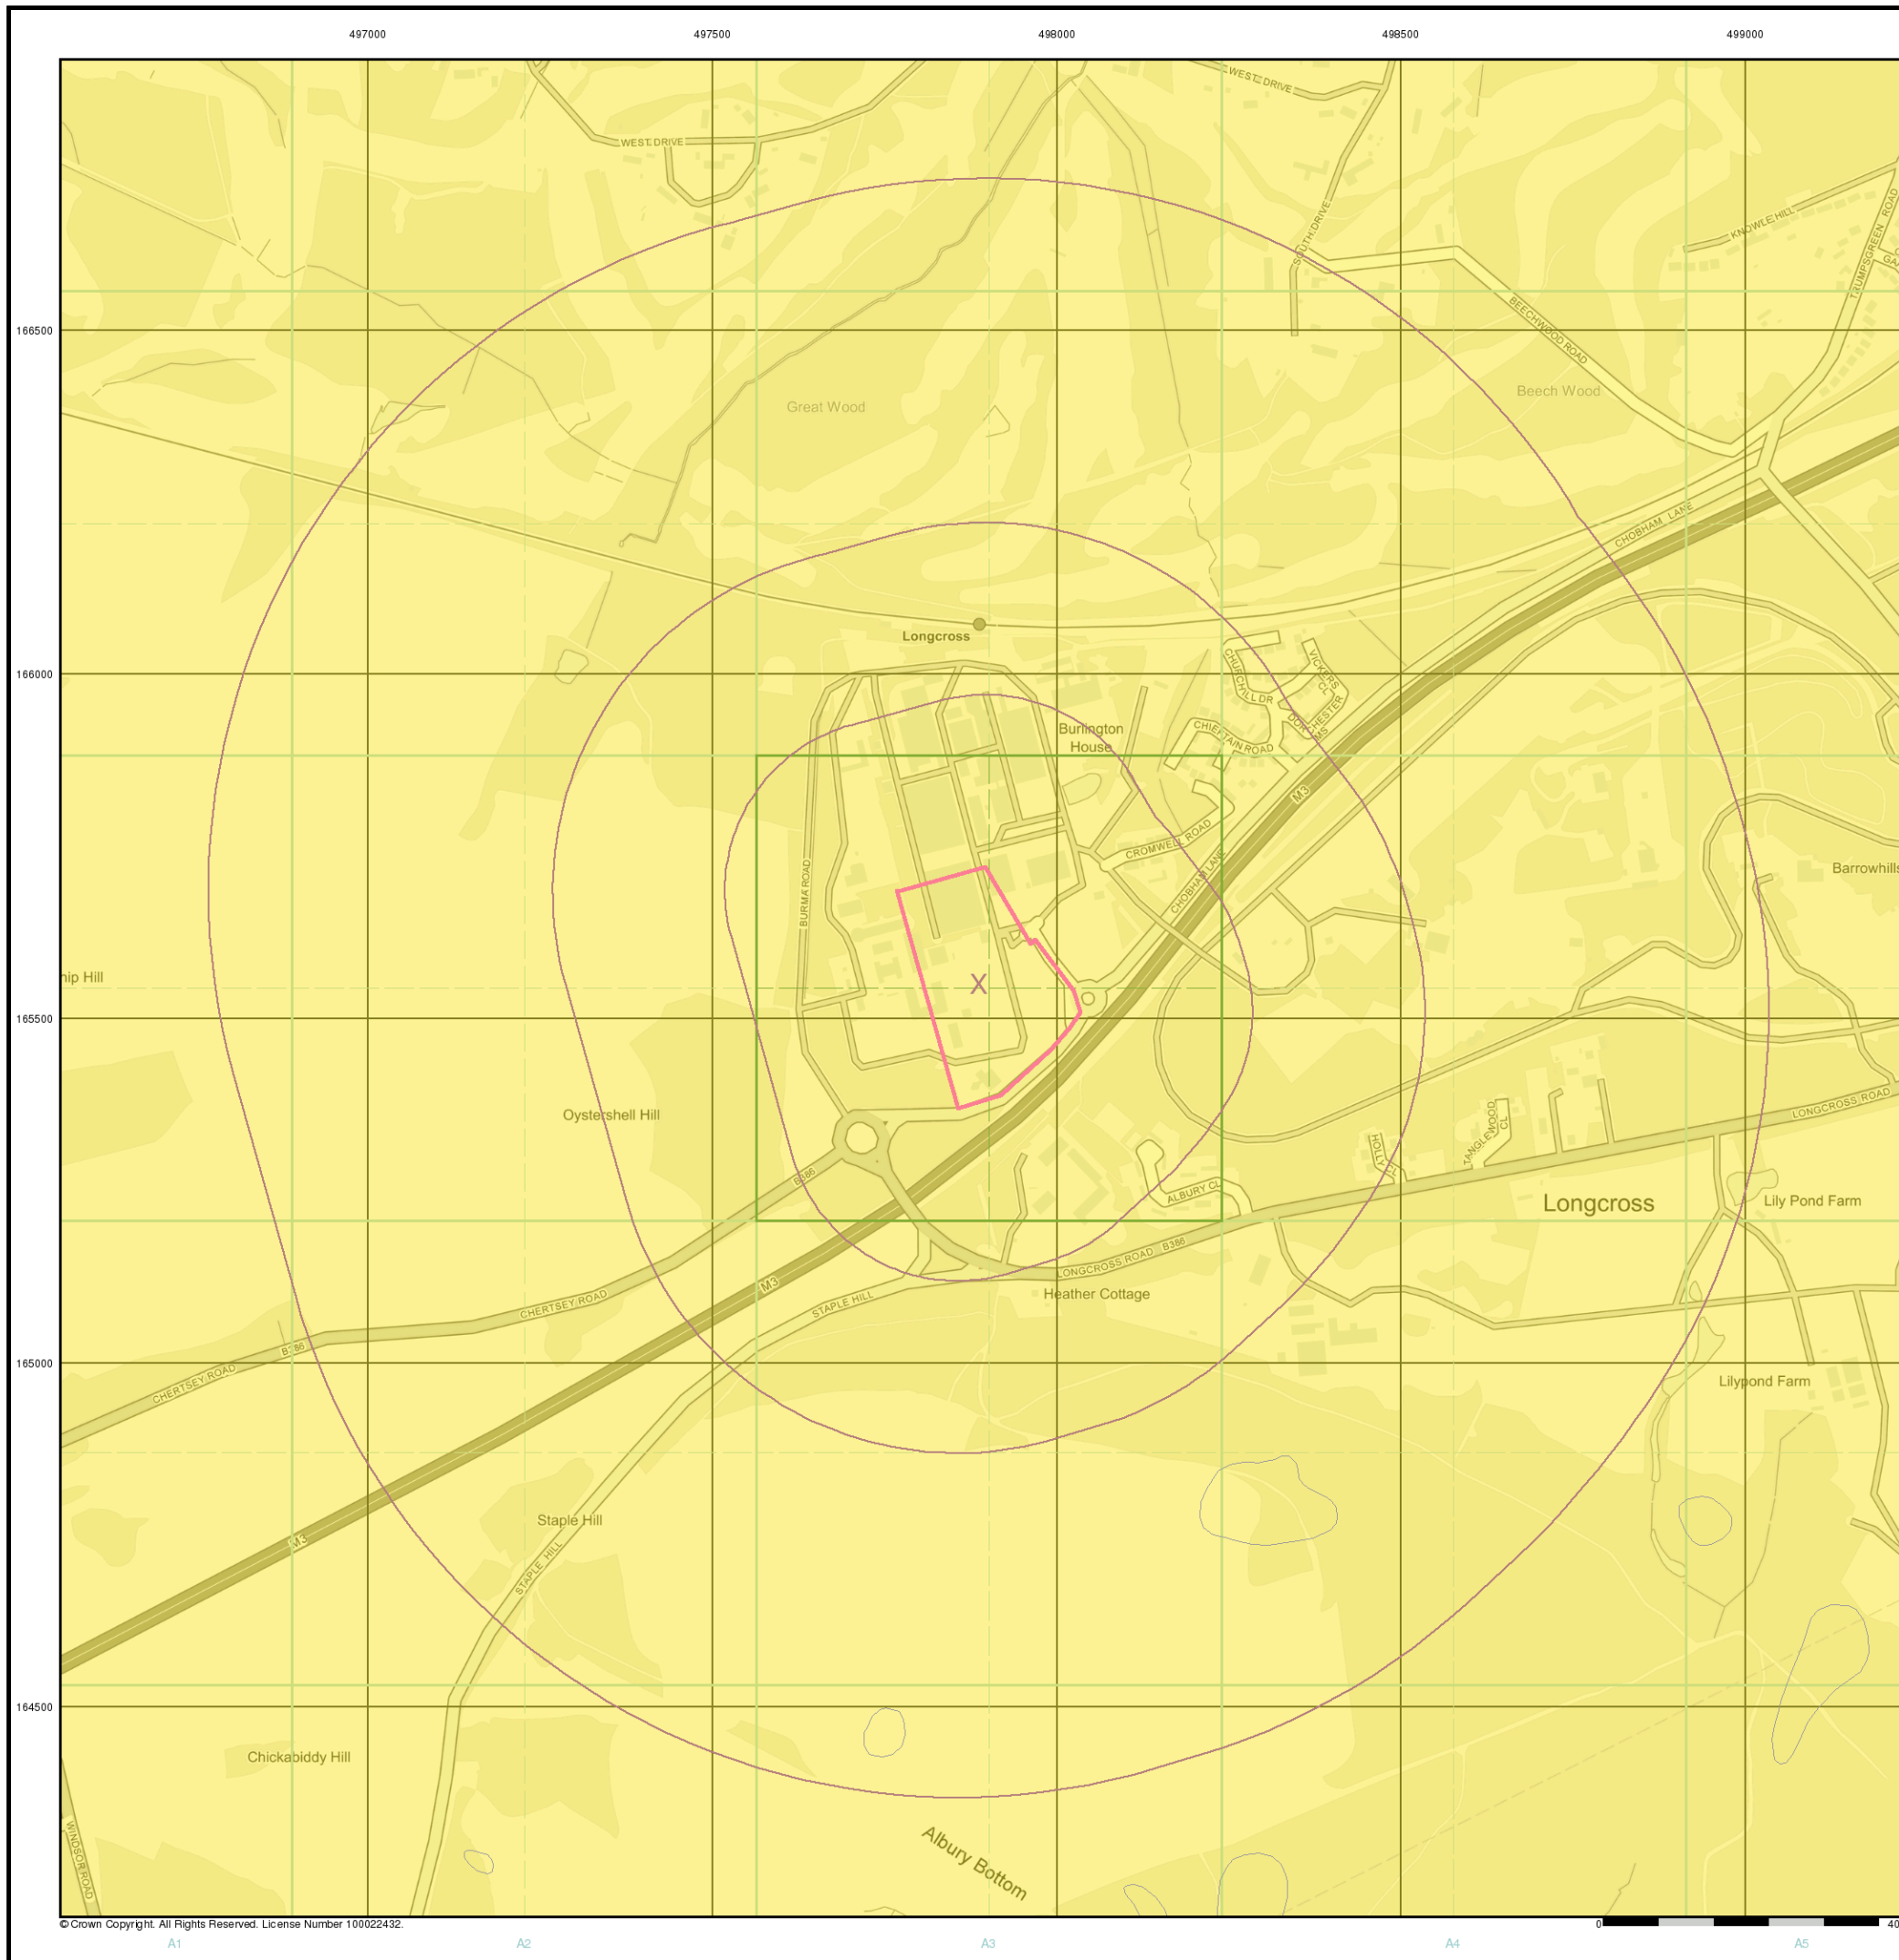 497000 497500 498000 498500 499000
WEST DRIVE
WEST DRIVE
SOUTH DRIVE
KNOWLE HILL
TRUMPSGREEN ROAD
166500
BEECHWOOD ROAD
Great Wood
Beech Wood
CHOBHAM LANE
Longcross
166000
CHURCHILL DR
VICKERS
CL
DORCHESTER
MS
CHIEFTAIN ROAD
Burlington
House
M3
CROMWELL ROAD
CHOBHAM LANE
BURMA ROAD
Barrowhills
hip Hill
X
165500
Oystershell Hill
LONGCROSS ROAD
TANGLEWOOD
CL
HOLLY
B386
ALBURY CL
Longcross
Lily Pond Farm
LONGCROSS ROAD B386
M3
STAPLE HILL
Heather Cottage
CHERTSEY ROAD
B386
165000
CHERTSEY ROAD
Lilypond Farm
Staple Hill
M3
STAPLE HILL
164500
Chickabiddy Hill
WINDSOR ROAD
Albury Bottom
© Crown Copyright. All Rights Reserved. License Number 100022432.
0 40
A1 A2 A3 A4 A5